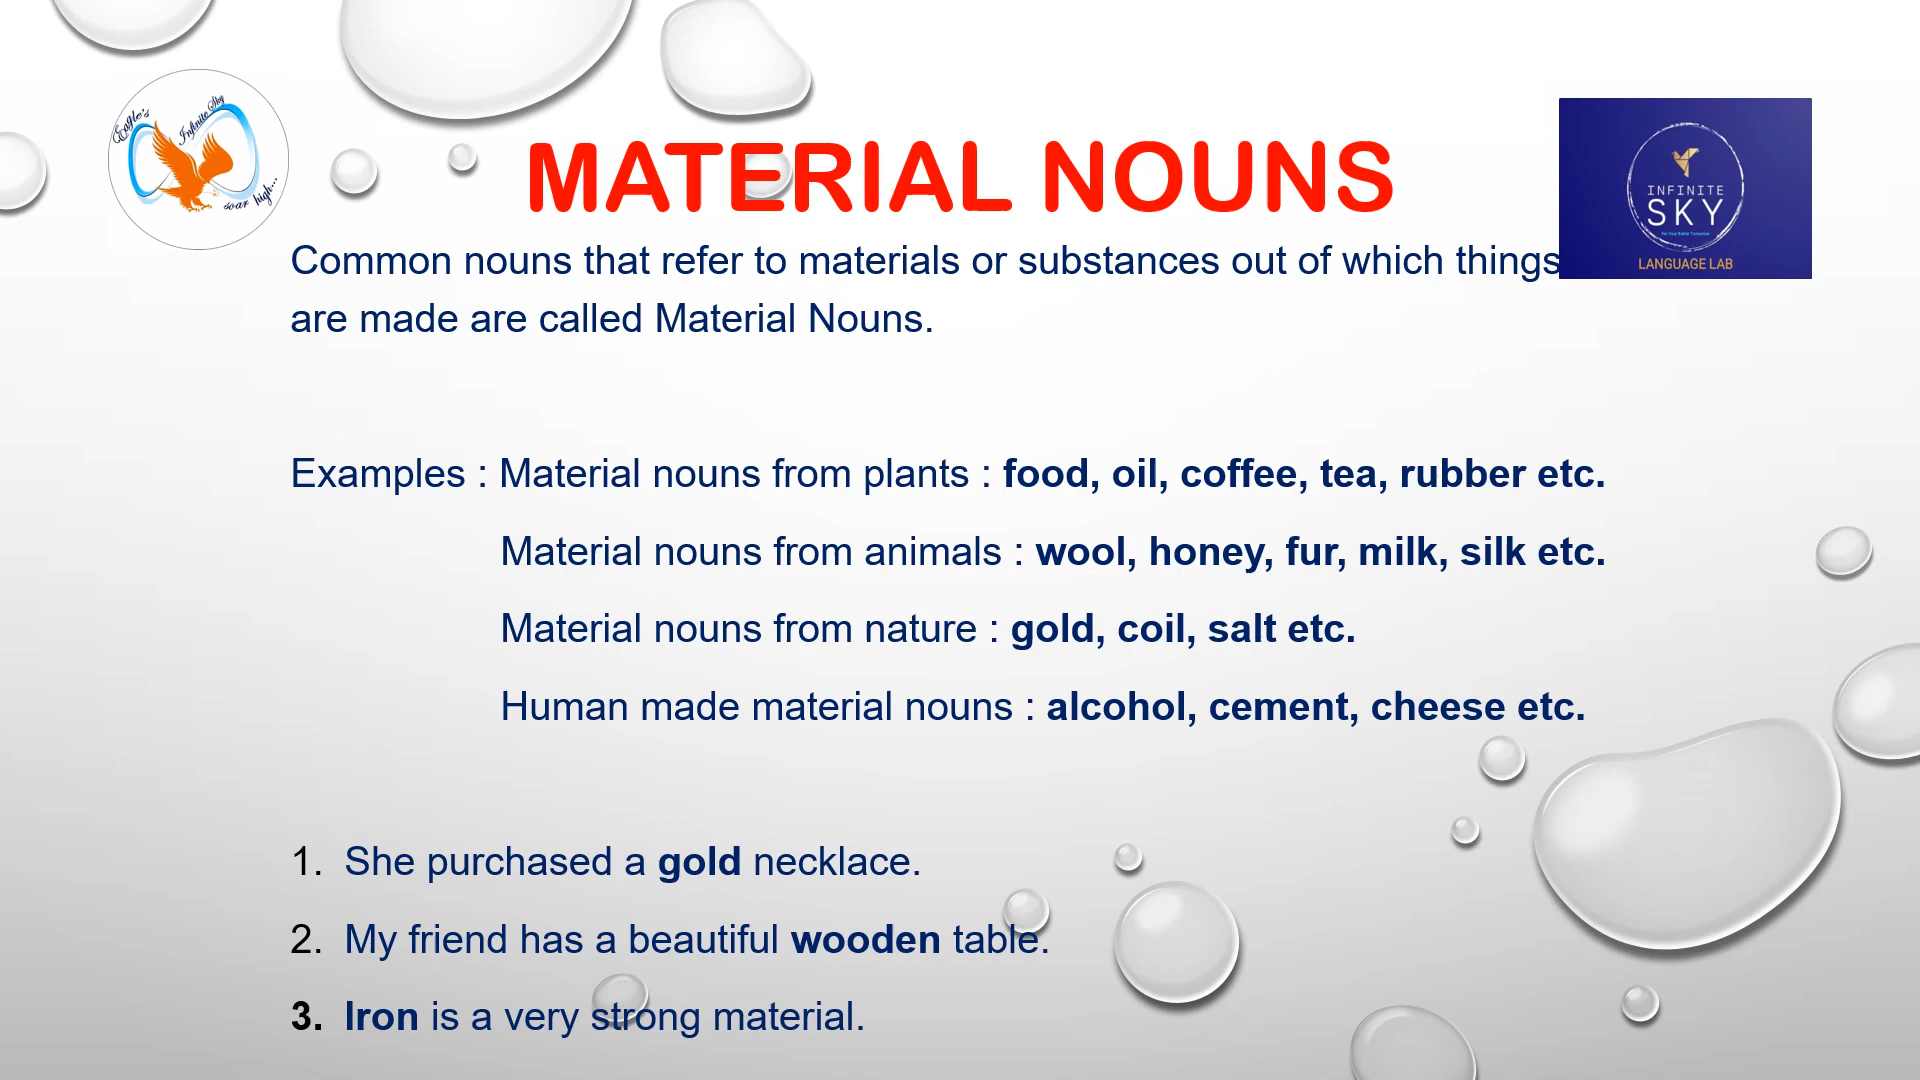 Eagle's
Infinite Sky
soar high...
MATERIAL NOUNS
INFINITE
SKY
For Your Better Tomorrow
LANGUAGE LAB
Common nouns that refer to materials or substances out of which things
are made are called Material Nouns.
Examples : Material nouns from plants : food, oil, coffee, tea, rubber etc.
Material nouns from animals : wool, honey, fur, milk, silk etc.
Material nouns from nature : gold, coil, salt etc.
Human made material nouns : alcohol, cement, cheese etc.
1. She purchased a gold necklace.
2. My friend has a beautiful wooden table.
3. Iron is a very strong material.